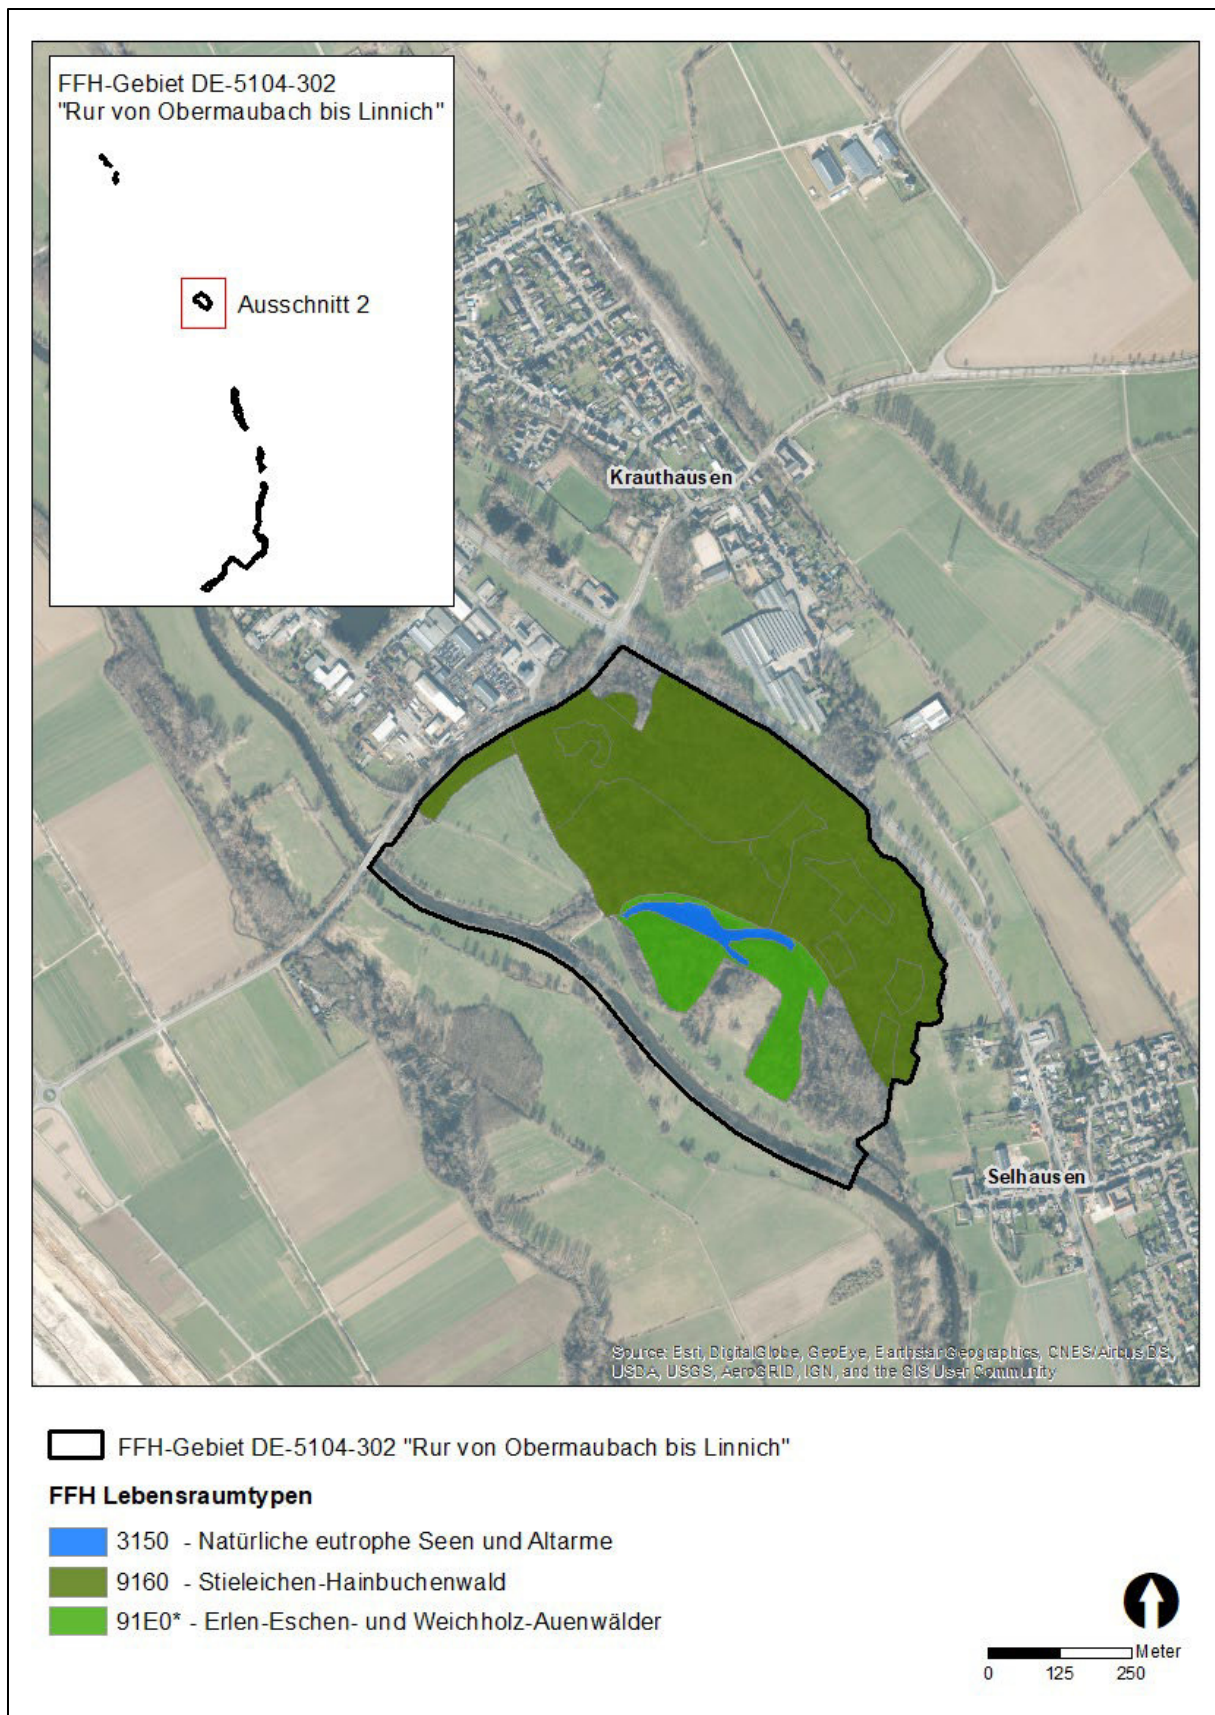 FFH-Gebiet DE-5104-302
"Rur von Obermaubach bis Linnich"
Ausschnitt 2
Krauthausen
Selhausen
Source: Esri, DigitalGlobe, GeoEye, Earthstar Geographics, CNES/Airbus DS,
USDA, USGS, AeroGRID, IGN, and the GIS User Community
FFH-Gebiet DE-5104-302 "Rur von Obermaubach bis Linnich"
FFH Lebensraumtypen
3150 - Natürliche eutrophe Seen und Altarme
9160 - Stieleichen-Hainbuchenwald
91E0* - Erlen-Eschen- und Weichholz-Auenwälder
Meter
0 125 250